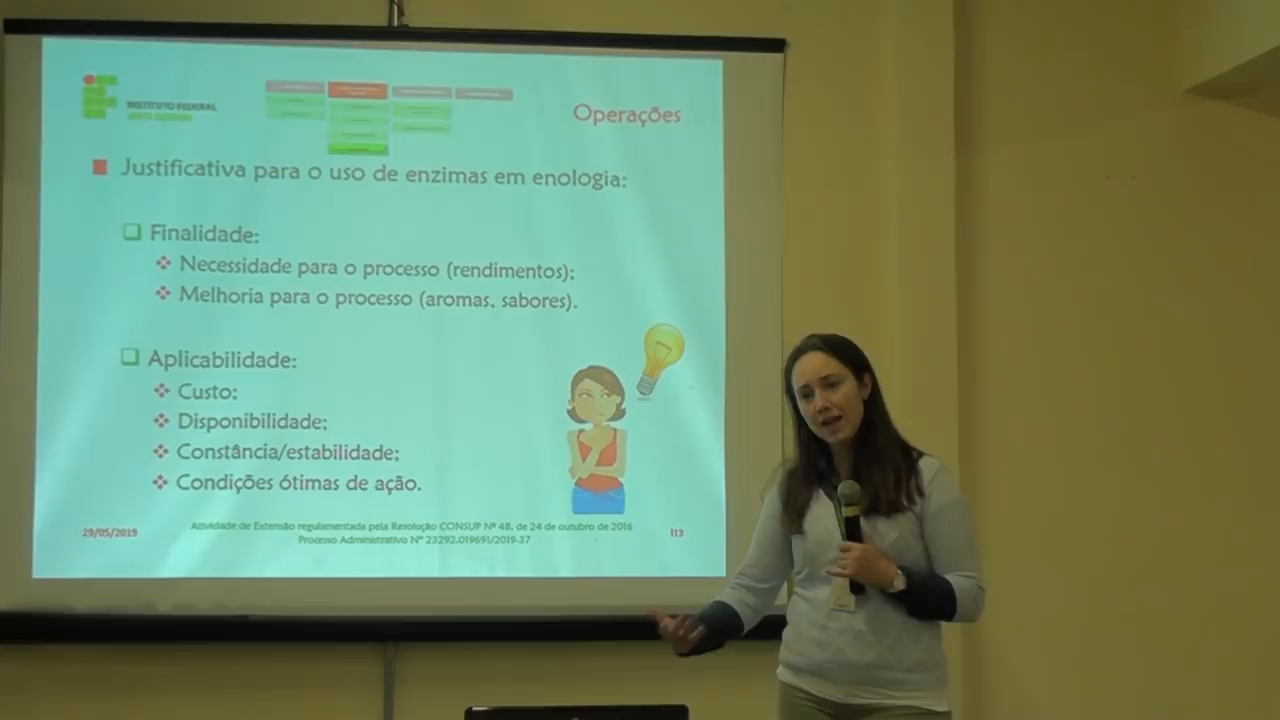 INSTITUTO FEDERAL
SANTA CATARINA
Operações
Justificativa para o uso de enzimas em enologia:
Finalidade:
Necessidade para o processo (rendimentos);
Melhoria para o processo (aromas, sabores).
Aplicabilidade:
Custo;
Disponibilidade;
Constância/estabilidade;
Condições ótimas de ação.
29/05/2019
Atividade de Extensão regulamentada pela Resolução CONSUP Nº 48, de 24 de outubro de 2016
Processo Administrativo Nº 23292.019691/2019-37
113